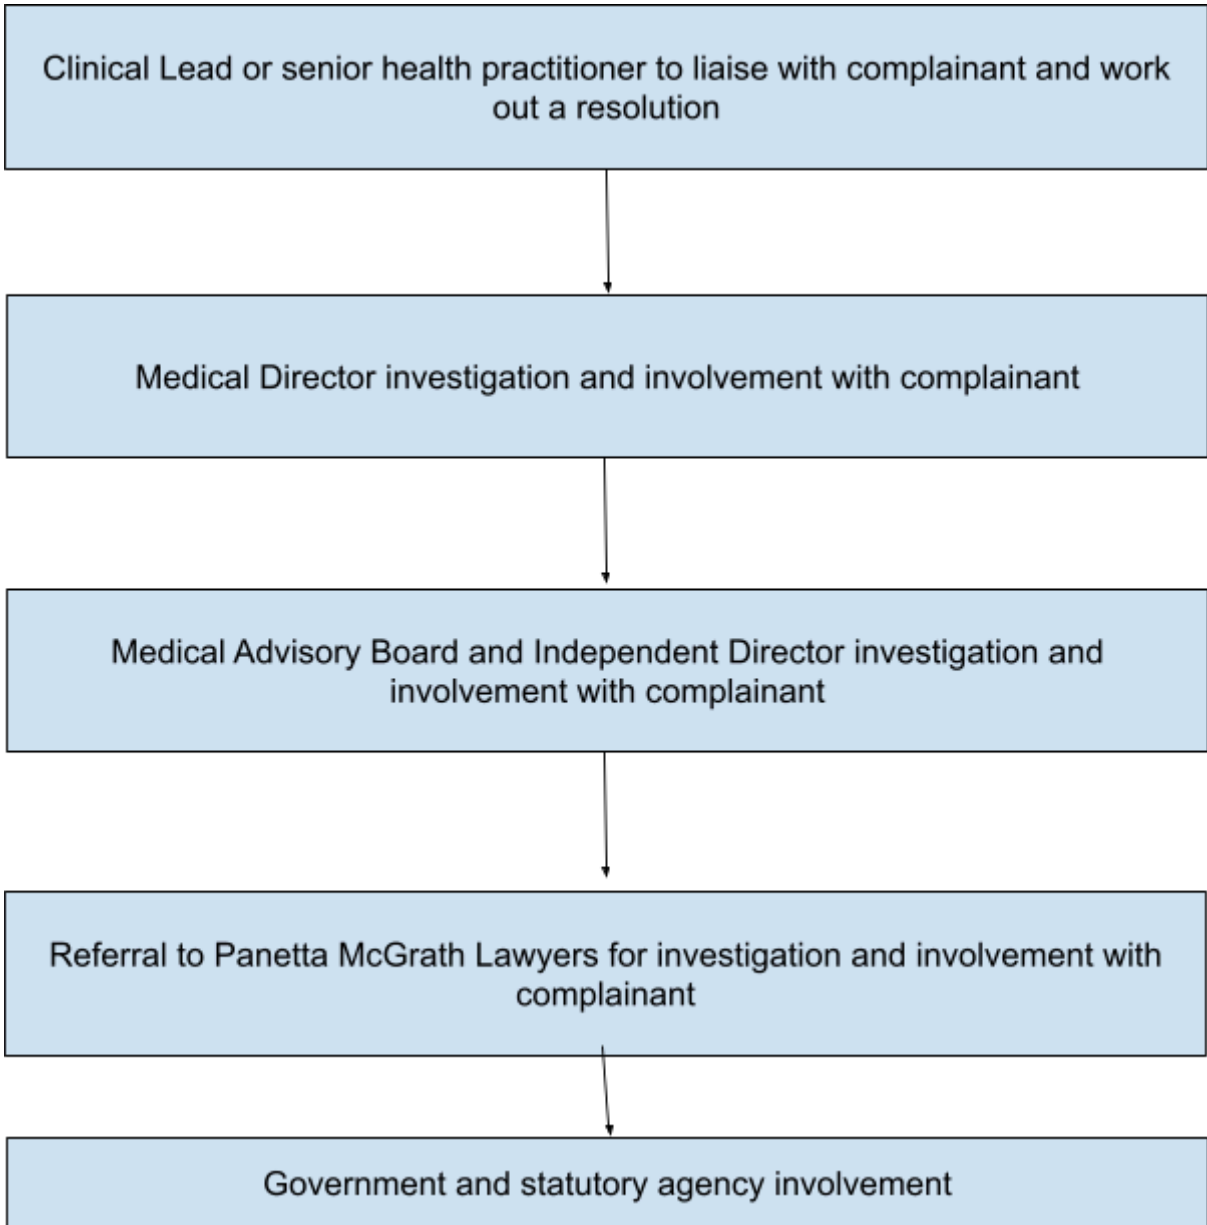 Clinical Lead or senior health practitioner to liaise with complainant and work
out a resolution
Medical Director investigation and involvement with complainant
Medical Advisory Board and Independent Director investigation and
involvement with complainant
Referral to Panetta McGrath Lawyers for investigation and involvement with
complainant
Government and statutory agency involvement